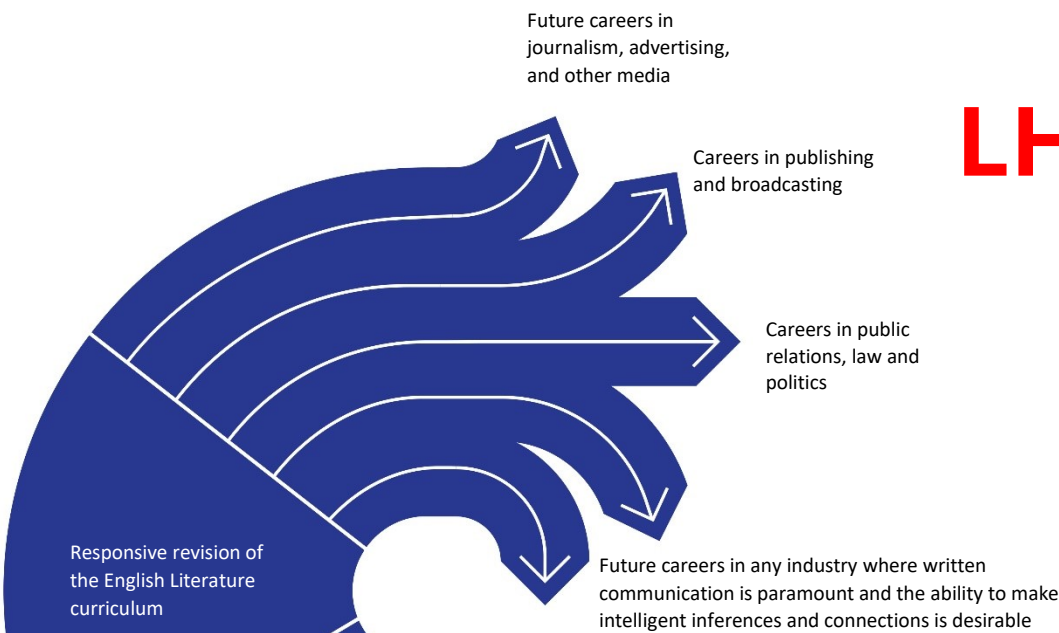 Future careers in
journalism, advertising,
and other media
Careers in publishing
and broadcasting
Careers in public
relations, law and
politics
Responsive revision of
the English Literature
curriculum
Future careers in any industry where written
communication is paramount and the ability to make
intelligent inferences and connections is desirable